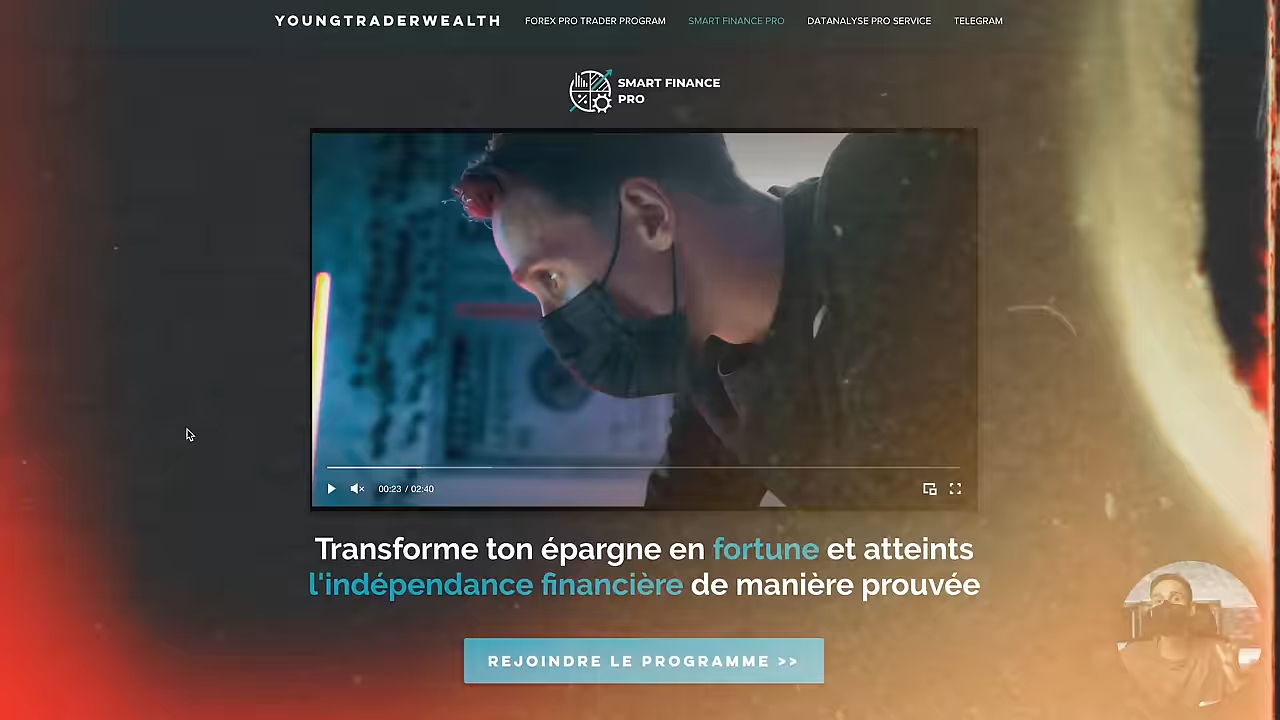 YOUNGTRADERWEALTH
FOREX PRO TRADER PROGRAM
SMART FINANCE PRO
DATANALYSE PRO SERVICE
TELEGRAM
SMART FINANCE
PRO
00:23 / 02:40
Transforme ton épargne en fortune et atteints
l'indépendance financière de manière prouvée
REJOINDRE LE PROGRAMME >>